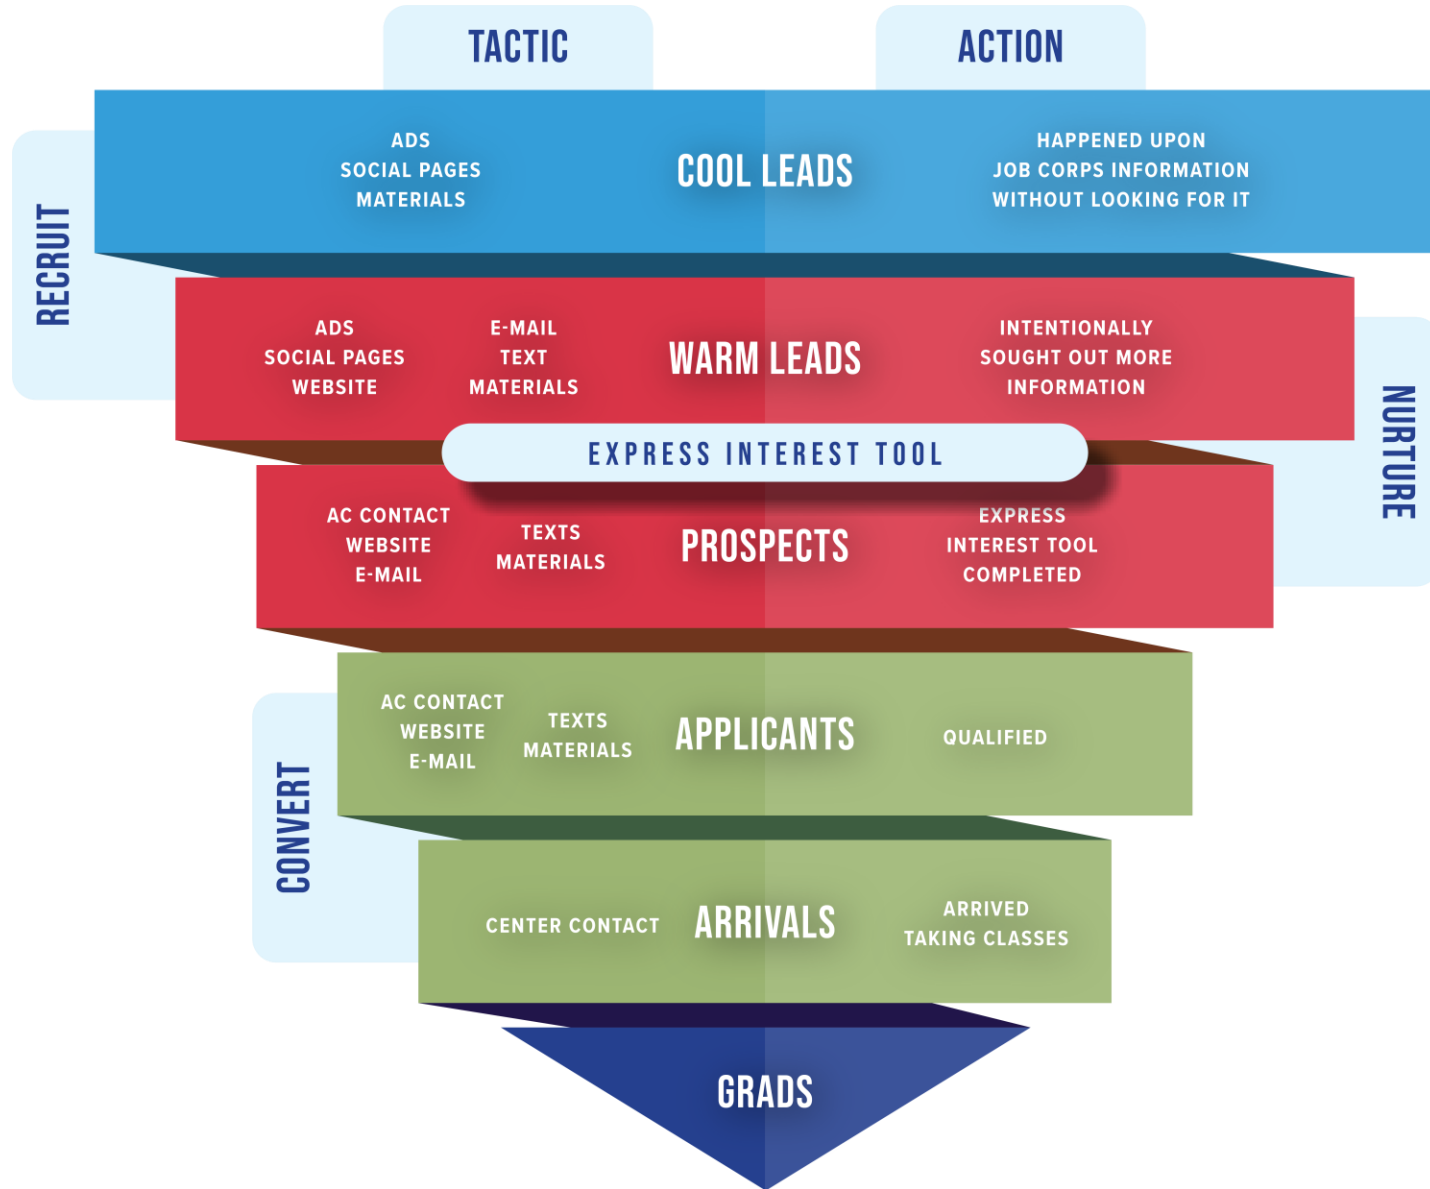 TACTIC
ACTION
RECRUIT
ADS
SOCIAL PAGES
MATERIALS
COOL LEADS
HAPPENED UPON
JOB CORPS INFORMATION
WITHOUT LOOKING FOR IT
ADS
SOCIAL PAGES
WEBSITE
E-MAIL
TEXT
MATERIALS
WARM LEADS
INTENTIONALLY
SOUGHT OUT MORE
INFORMATION
NURTURE
EXPRESS INTEREST TOOL
AC CONTACT
WEBSITE
E-MAIL
TEXTS
MATERIALS
PROSPECTS
EXPRESS
INTEREST TOOL
COMPLETED
CONVERT
AC CONTACT
WEBSITE
E-MAIL
TEXTS
MATERIALS
APPLICANTS
QUALIFIED
CENTER CONTACT
ARRIVALS
ARRIVED
TAKING CLASSES
GRADS